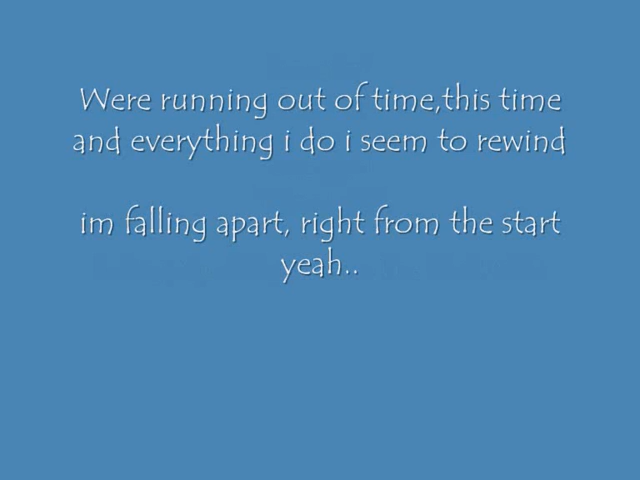 Were running out of time,this time
and everything i do i seem to rewind
im falling apart, right from the start
yeah..